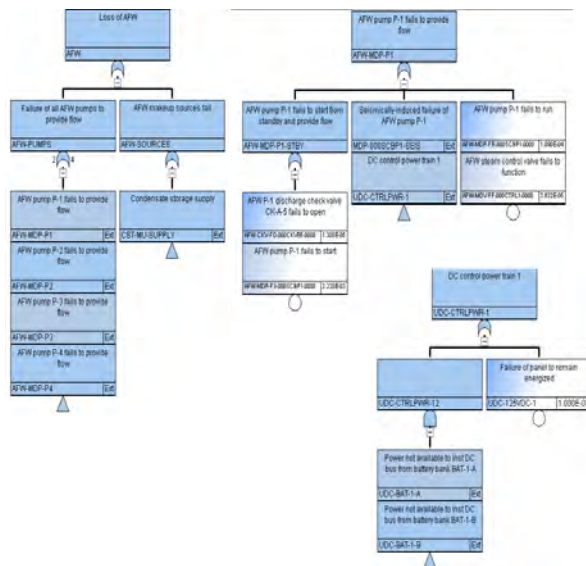 Loss of AFW
AFW
Failure of all AFW pumps to
provide flow
AFW-PUMPS
2 4
AFW makeup sources fail
AFW-SOURCES
AFW pump P-1 fails to provide
flow
AFW-MDP-P1 Ext
AFW pump P-2 fails to provide
flow
AFW-MDP-P2 Ext
AFW pump P-3 fails to provide
flow
AFW-MDP-P3 Ext
AFW pump P-4 fails to provide
flow
AFW-MDP-P4 Ext
Condensate storage supply
CST-MU-SUPPLY Ext
AFW pump P-1 fails to provide
flow
AFW-MDP-P1
AFW pump P-1 fails to start from
standby and provide flow
AFW-MDP-P1-STBY
AFW P-1 discharge check valve
CK-A-5 fails to open
AFW pump P-1 fails to start
Seismically-induced failure of
AFW pump P-1
Ext
DC control power train 1
UDC-CTRLPWR-1 Ext
AFW pump P-1 fails to run
AFW steam control valve fails to
function
DC control power train 1
UDC-CTRLPWR-1
UDC-CTRLPWR-12
Failure of panel to remain
energized
UDC-125VDC-1
Power not available to inst DC
bus from battery bank BAT-1-A
UDC-BAT-1-A Ext
Power not available to inst DC
bus from battery bank BAT-1-B
UDC-BAT-1-B Ext